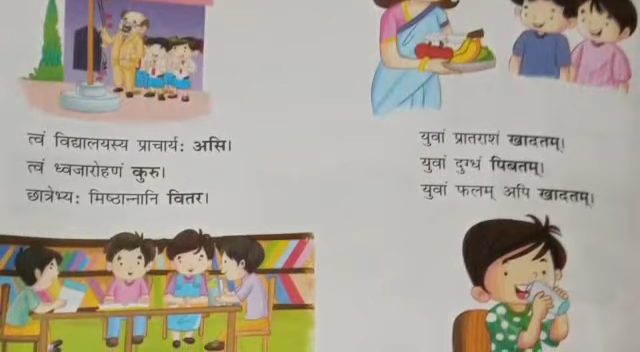 त्वं विद्यालयस्य प्राचार्यः असि।
त्वं ध्वजारोहणं कुरु।
छात्रेभ्यः मिष्ठान्नानि वितर।
युवां प्रातराशं खादतम्।
युवां दुग्धं पिबतम्।
युवां फलम् अपि खादतम्।